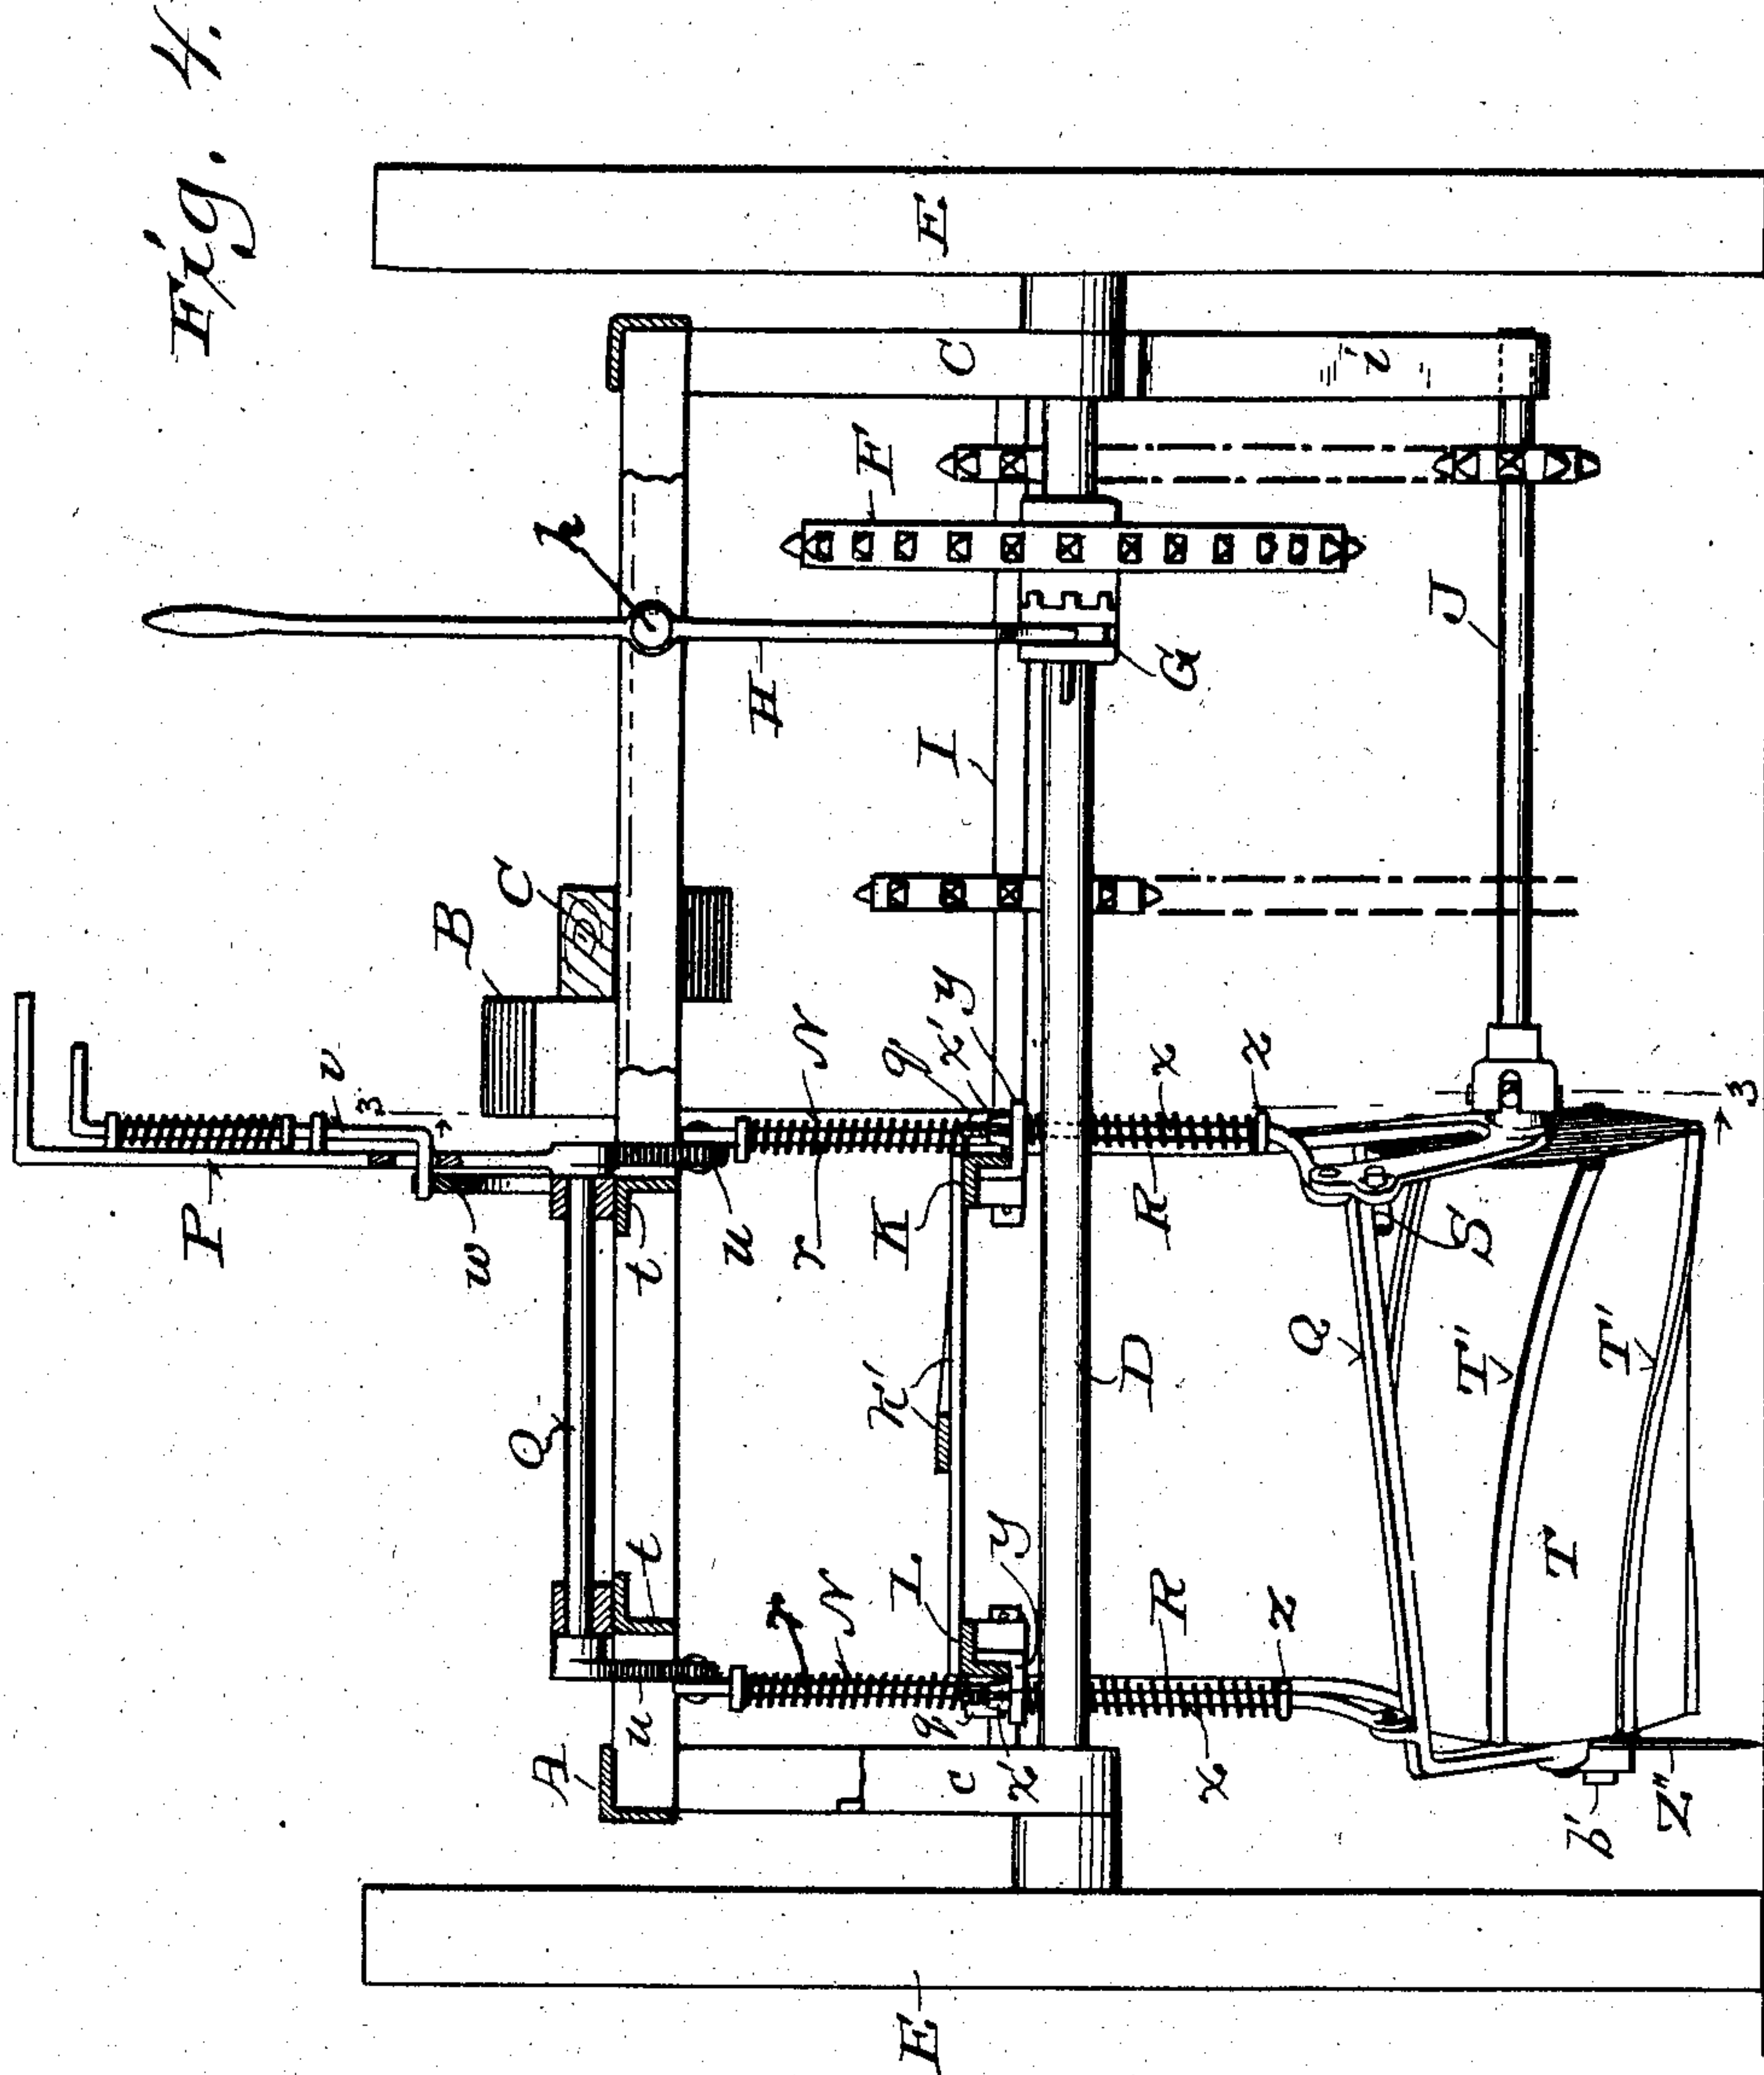 Fig. 4.
E
C
i
F
h
H
G
J
I
C
B
v
3
N
q
x'
y
x
z
3
P
w
t
u
r
K
R
S
Q
K'
D
Q
T'
T'
T
t
L
y
r
N
R
z
u
A
q
x'
c
x
b'
Z''
E